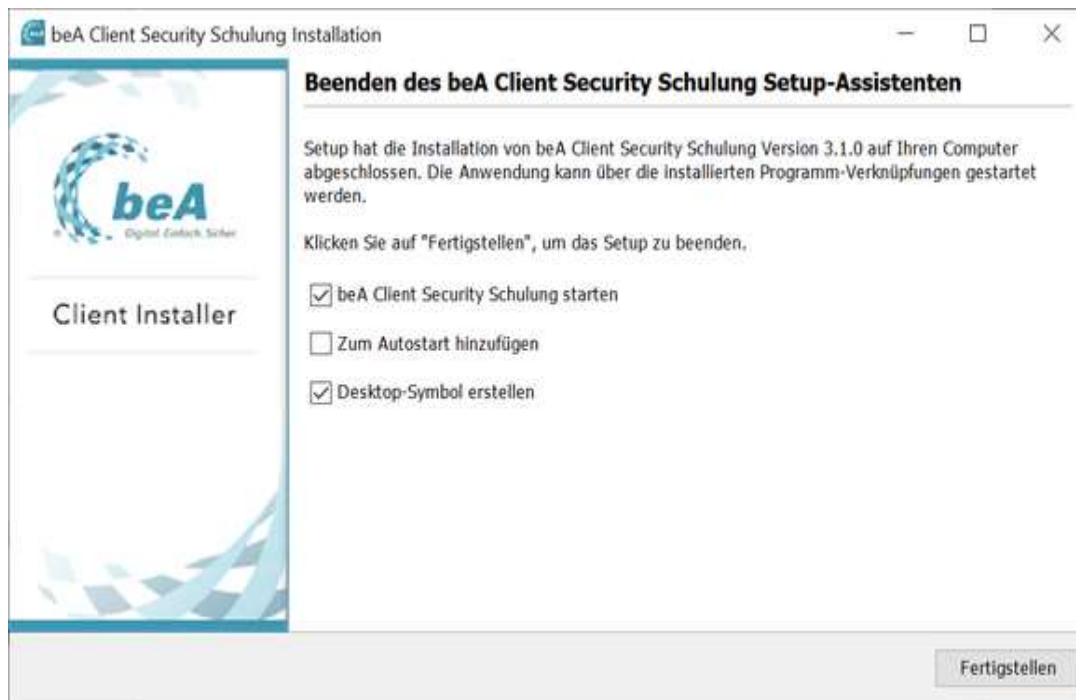 beA Client Security Schulung Installation
Beenden des beA Client Security Schulung Setup-Assistenten
Setup hat die Installation von beA Client Security Schulung Version 3.1.0 auf Ihren Computer
abgeschlossen. Die Anwendung kann über die installierten Programm-Verknüpfungen gestartet
werden.
Klicken Sie auf "Fertigstellen", um das Setup zu beenden.
beA Client Security Schulung starten
Zum Autostart hinzufügen
Desktop-Symbol erstellen
beA
Digital. Einfach. Sicher.
Client Installer
Fertigstellen